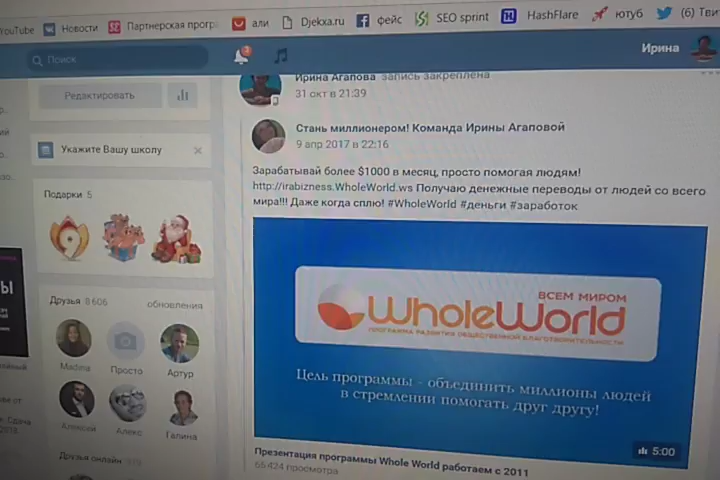 YouTube Новости Партнерская прогр али Djekxa.ru фейс SEO sprint HashFlare ютуб (6) Тви
Поиск
2
Ирина
Редактировать
Укажите Вашу школу
Подарки 5
Друзья 8 606 обновления
Madina Просто Артур
Алексей Алекс Галина
Друзья онлайн
Ирина Агапова запись закреплена
31 окт в 21:39
Стань миллионером! Команда Ирины Агаповой
9 апр 2017 в 22:16
Зарабатывай более $1000 в месяц, просто помогая людям!
http://irabizness.WholeWorld.ws Получаю денежные переводы от людей со всего
мира!!! Даже когда сплю! #WholeWorld #деньги #заработок
ВСЕМ МИРОМ
WholeWorld
ПРОГРАММА РАЗВИТИЯ ОБЩЕСТВЕННОЙ БЛАГОТВОРИТЕЛЬНОСТИ
Цель программы - объединить миллионы людей
в стремлении помогать друг другу!
5:00
Презентация программы Whole World работаем с 2011
65 424 просмотра